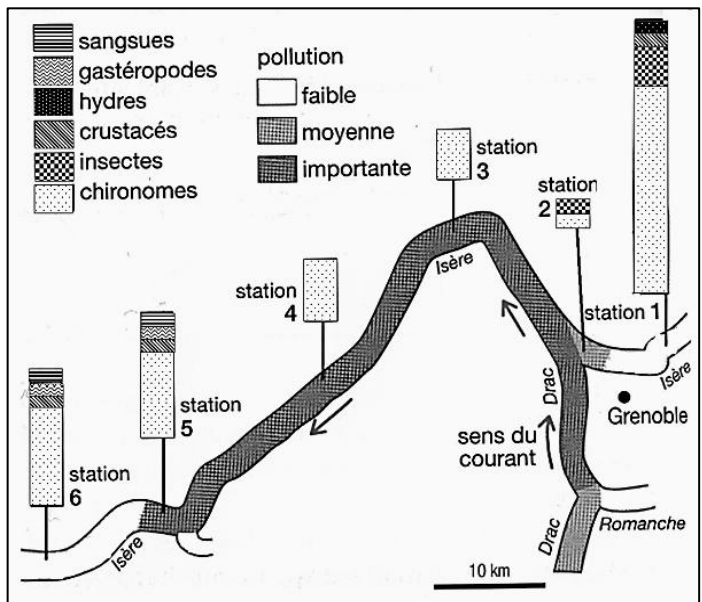 sangsues
gastéropodes
hydres
crustacés
insectes
chironomes
pollution
faible
moyenne
importante
station
3
station
2
station 1
station
4
station
5
station
6
Isère
Isère
Isère
Drac
Drac
Grenoble
sens du
courant
Romanche
10 km